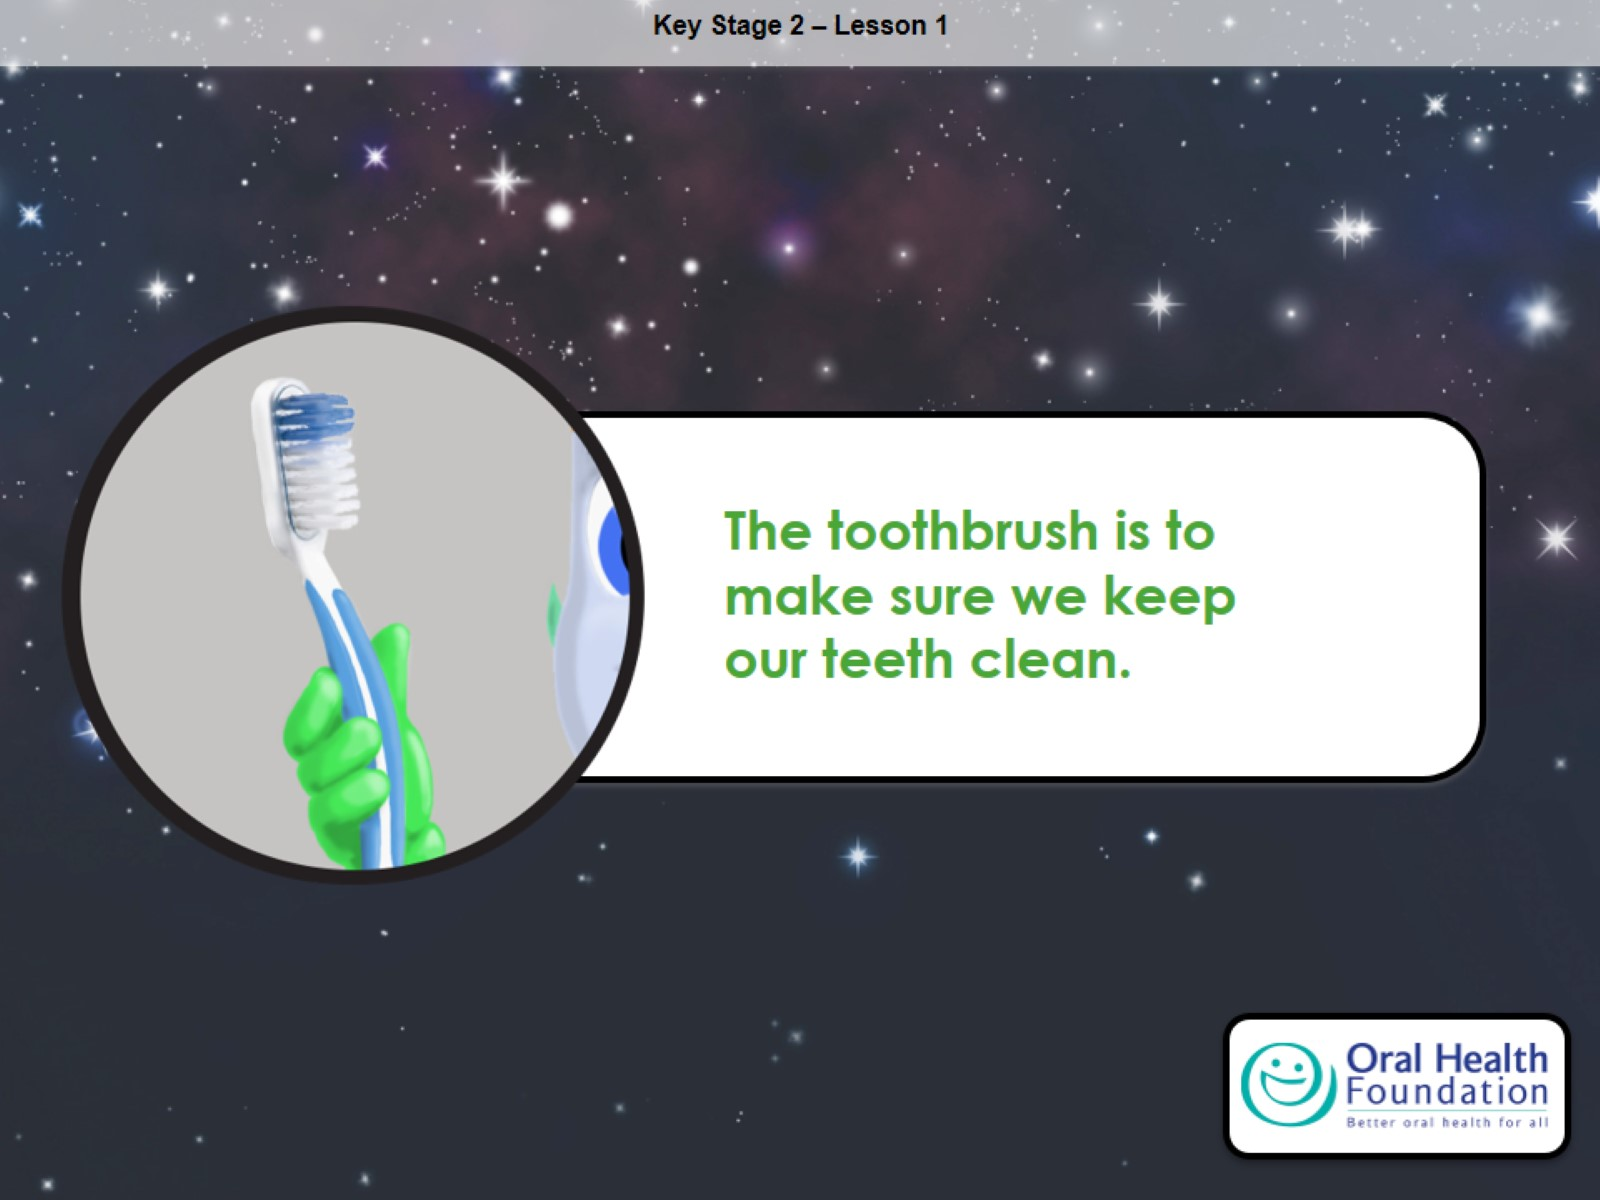 Key Stage 2 – Lesson 1
The toothbrush is to
make sure we keep
our teeth clean.
Oral Health
Foundation
Better oral health for all